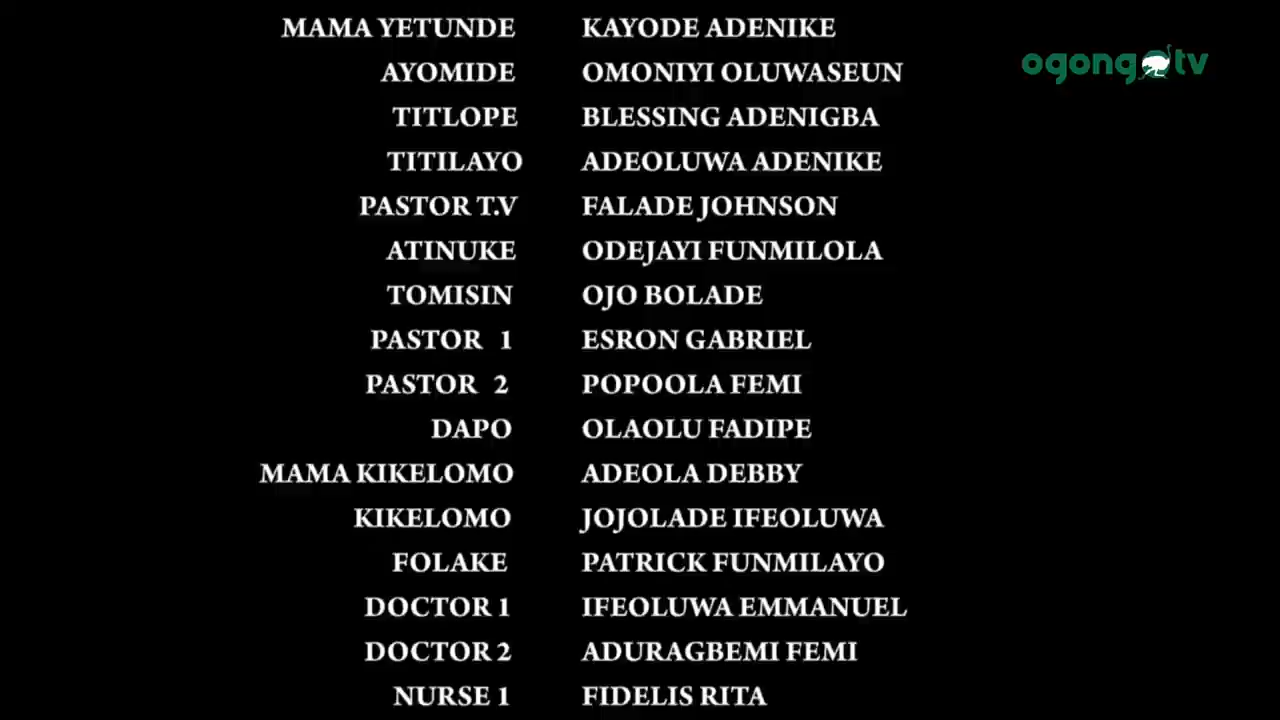 MAMA YETUNDE KAYODE ADENIKE
ogongo tv
AYOMIDE OMONIYI OLUWASEUN
TITLOPE BLESSING ADENIGBA
TITILAYO ADEOLUWA ADENIKE
PASTOR T.V FALADE JOHNSON
ATINUKE ODEJAYI FUNMILOLA
TOMISIN OJO BOLADE
PASTOR 1 ESRON GABRIEL
PASTOR 2 POPOOLA FEMI
DAPO OLAOLU FADIPE
MAMA KIKELOMO ADEOLA DEBBY
KIKELOMO JOJOLADE IFEOLUWA
FOLAKE PATRICK FUNMILAYO
DOCTOR 1 IFEOLUWA EMMANUEL
DOCTOR 2 ADURAGBEMI FEMI
NURSE 1 FIDELIS RITA